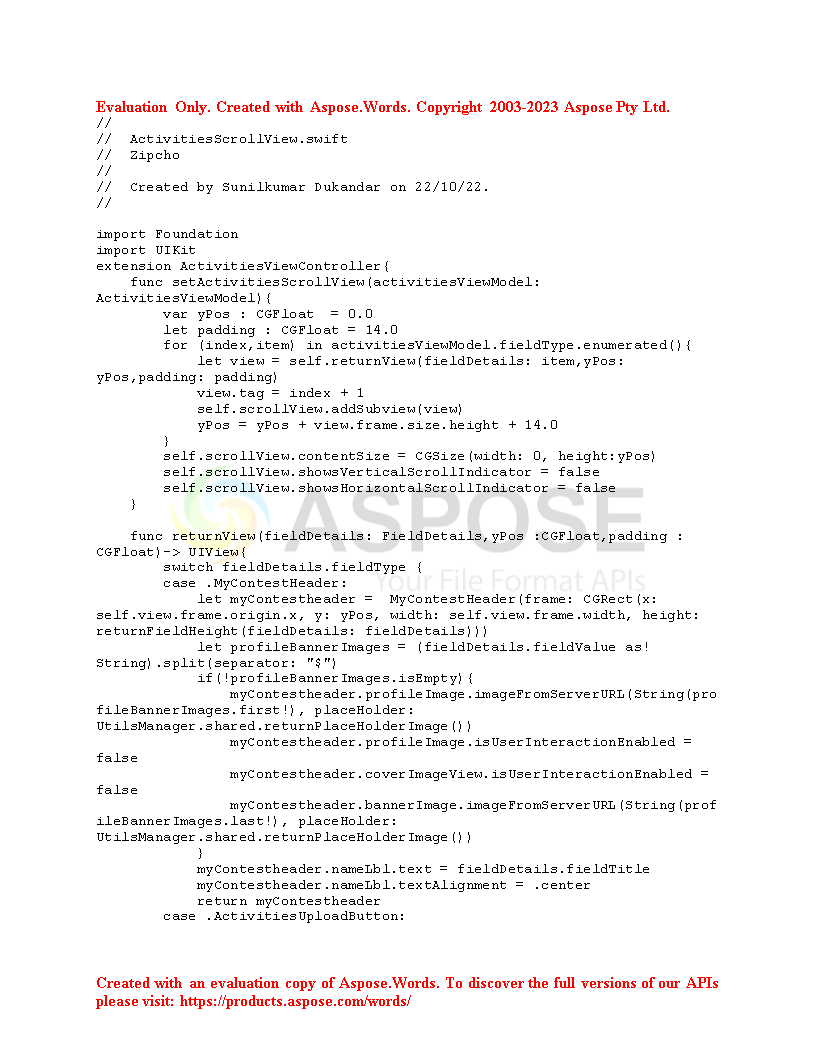 Evaluation Only. Created with Aspose.Words. Copyright 2003-2023 Aspose Pty Ltd.
//
//  ActivitiesScrollView.swift
//  Zipcho
//
//  Created by Sunilkumar Dukandar on 22/10/22.
//
import Foundation
import UIKit
extension ActivitiesViewController{
    func setActivitiesScrollView(activitiesViewModel:
ActivitiesViewModel){
        var yPos : CGFloat  = 0.0
        let padding : CGFloat = 14.0
        for (index,item) in activitiesViewModel.fieldType.enumerated(){
            let view = self.returnView(fieldDetails: item,yPos:
yPos,padding: padding)
            view.tag = index + 1
            self.scrollView.addSubview(view)
            yPos = yPos + view.frame.size.height + 14.0
        }
        self.scrollView.contentSize = CGSize(width: 0, height:yPos)
        self.scrollView.showsVerticalScrollIndicator = false
        self.scrollView.showsHorizontalScrollIndicator = false
    }
ASPOSE
    func returnView(fieldDetails: FieldDetails,yPos :CGFloat,padding :
CGFloat)-> UIView{
        switch fieldDetails.fieldType {
        case .MyContestHeader:
Your File Format APIs
            let myContestheader =  MyContestHeader(frame: CGRect(x:
self.view.frame.origin.x, y: yPos, width: self.view.frame.width, height:
returnFieldHeight(fieldDetails: fieldDetails)))
            let profileBannerImages = (fieldDetails.fieldValue as!
String).split(separator: "$")
            if(!profileBannerImages.isEmpty){
                myContestheader.profileImage.imageFromServerURL(String(pro
fileBannerImages.first!), placeHolder:
UtilsManager.shared.returnPlaceHolderImage())
                myContestheader.profileImage.isUserInteractionEnabled =
false
                myContestheader.coverImageView.isUserInteractionEnabled =
false
                myContestheader.bannerImage.imageFromServerURL(String(prof
ileBannerImages.last!), placeHolder:
UtilsManager.shared.returnPlaceHolderImage())
            }
            myContestheader.nameLbl.text = fieldDetails.fieldTitle
            myContestheader.nameLbl.textAlignment = .center
            return myContestheader
        case .ActivitiesUploadButton:
Created with an evaluation copy of Aspose.Words. To discover the full versions of our APIs
please visit: https://products.aspose.com/words/